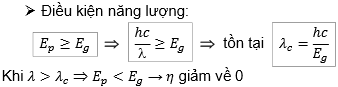 ➢ Điều kiện năng lượng:
E_p ≥ E_g ⇒ hc/λ ≥ E_g ⇒ tồn tại λ_c = hc/E_g
Khi λ > λ_c ⇒ E_p < E_g → η giảm về 0